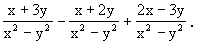 (x + 3y)/(x² − y²) − (x + 2y)/(x² − y²) + (2x − 3y)/(x² − y²) .